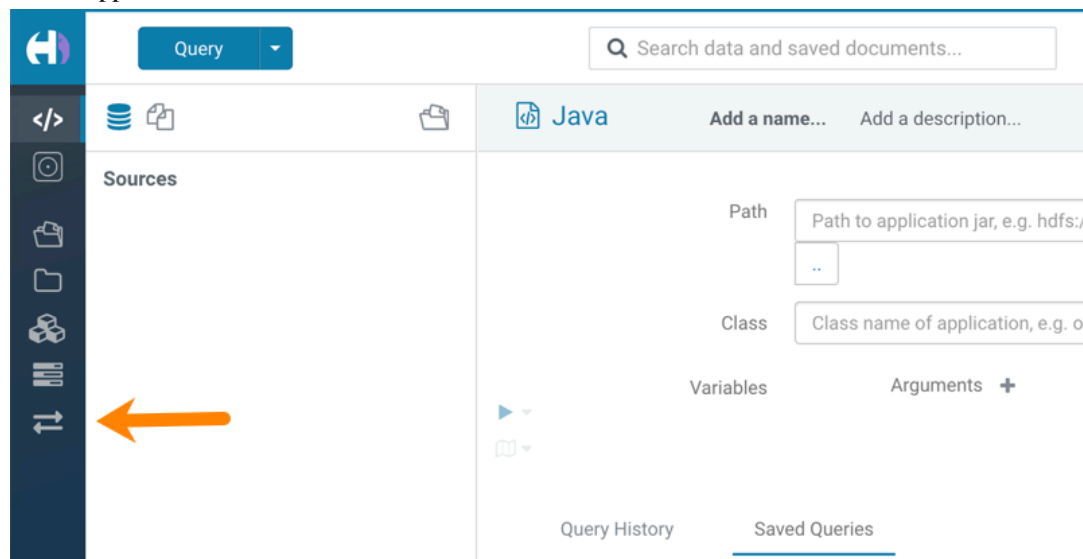 Query
Search data and saved documents...
</>
Java
Add a name...
Add a description...
Sources
Path
Path to application jar, e.g. hdfs:/
..
Class
Class name of application, e.g. o
Variables
Arguments +
Query History
Saved Queries